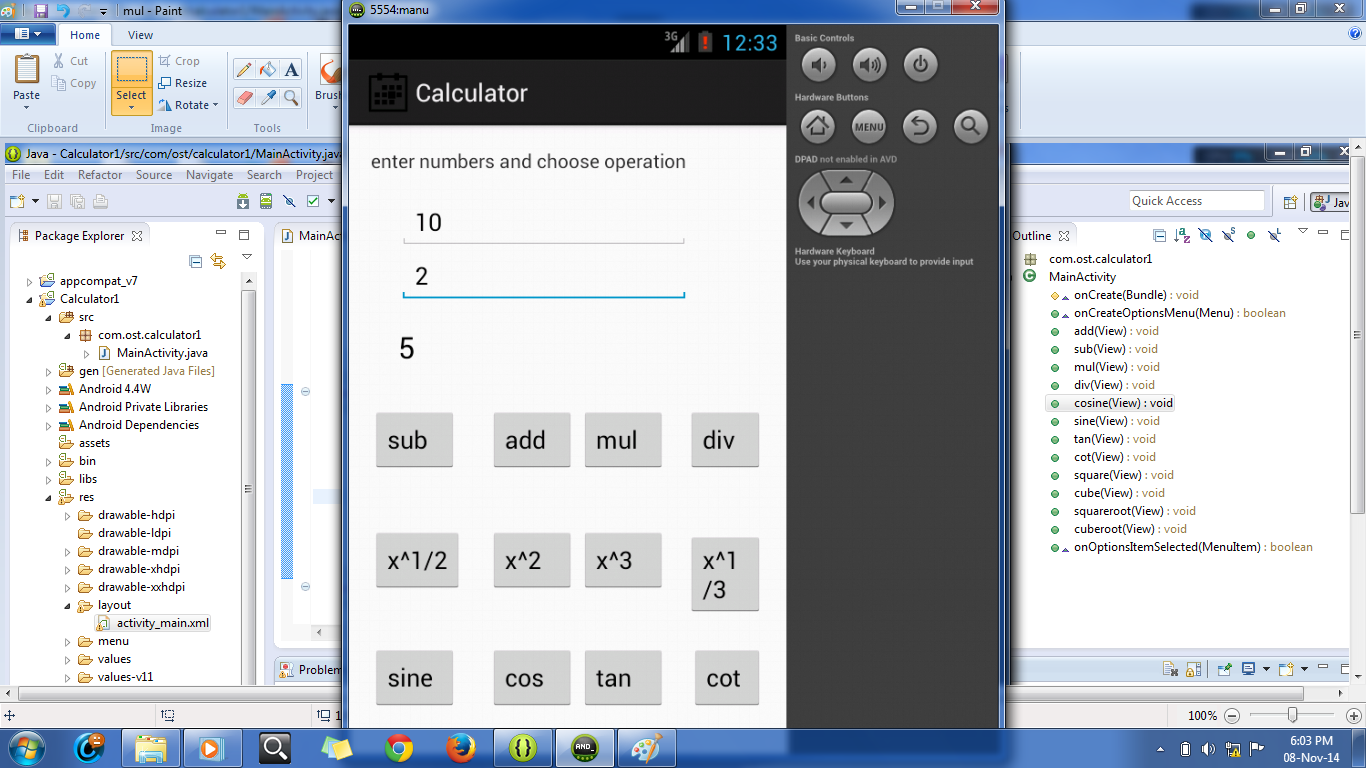 mul - Paint
Home View
Paste
Cut
Copy
Clipboard
Select
Crop
Resize
Rotate
Image
A
Tools
Java - Calculator1/src/com/ost/calculator1/MainActivity.java
File Edit Refactor Source Navigate Search Project
Package Explorer
appcompat_v7
Calculator1
src
com.ost.calculator1
MainActivity.java
gen [Generated Java Files]
Android 4.4W
Android Private Libraries
Android Dependencies
assets
bin
libs
res
drawable-hdpi
drawable-ldpi
drawable-mdpi
drawable-xhdpi
drawable-xxhdpi
layout
activity_main.xml
menu
values
values-v11
5554:manu
3G 12:33
Calculator
enter numbers and choose operation
10
2
5
sub add mul div
x^1/2 x^2 x^3 x^1
/3
sine cos tan cot
Basic Controls
Hardware Buttons
MENU
DPAD not enabled in AVD
Hardware Keyboard
Use your physical keyboard to provide input
Quick Access
Outline
com.ost.calculator1
MainActivity
onCreate(Bundle) : void
onCreateOptionsMenu(Menu) : boolean
add(View) : void
sub(View) : void
mul(View) : void
div(View) : void
cosine(View) : void
sine(View) : void
tan(View) : void
cot(View) : void
square(View) : void
cube(View) : void
squareroot(View) : void
cuberoot(View) : void
onOptionsItemSelected(MenuItem) : boolean
100%
6:03 PM
08-Nov-14